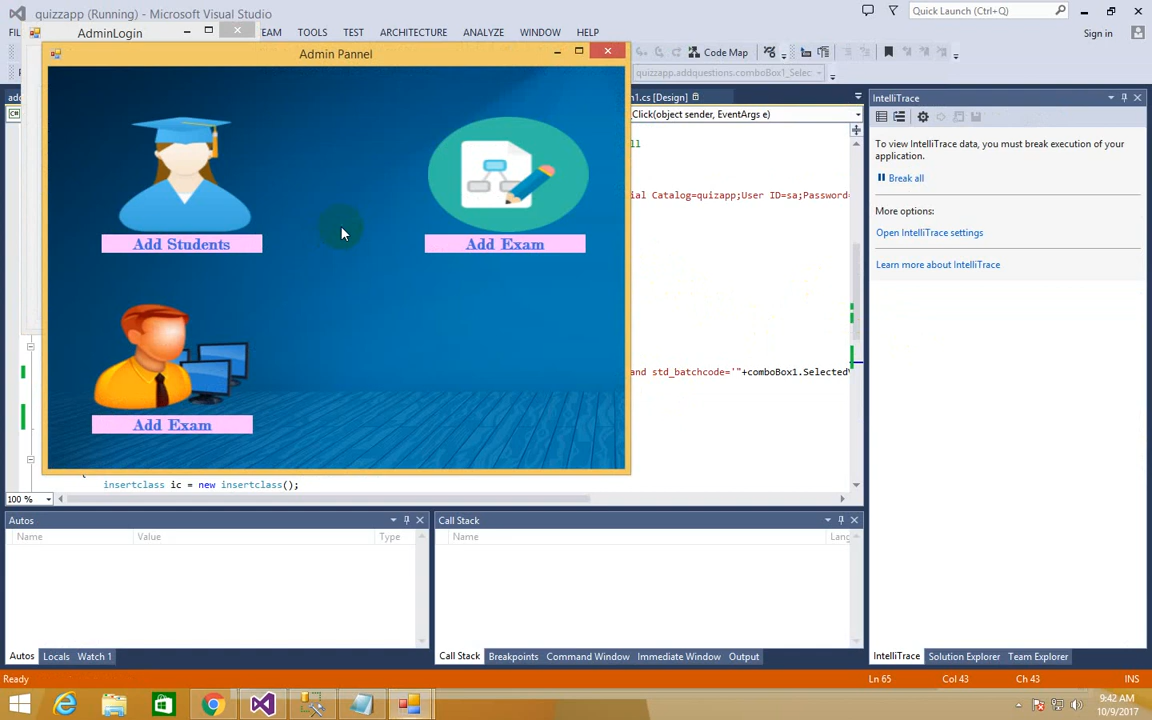 quizzapp (Running) - Microsoft Visual Studio
Quick Launch (Ctrl+Q)
AdminLogin
EAM TOOLS TEST ARCHITECTURE ANALYZE WINDOW HELP
Sign in
Admin Pannel
Code Map
quizzapp.addquestions.comboBox1_Selec
m1.cs [Design]
IntelliTrace
_Click(object sender, EventArgs e)
ll
To view IntelliTrace data, you must break execution of your
application.
Break all
ial Catalog=quizapp;User ID=sa;Password=
More options:
Open IntelliTrace settings
Add Students
Add Exam
Learn more about IntelliTrace
and std_batchcode='"+comboBox1.SelectedV
Add Exam
insertclass ic = new insertclass();
100 %
Autos
Call Stack
Name Value Type
Name Lang
Autos Locals Watch 1
Call Stack Breakpoints Command Window Immediate Window Output
IntelliTrace Solution Explorer Team Explorer
Ready
Ln 65 Col 43 Ch 43 INS
9:42 AM
10/9/2017